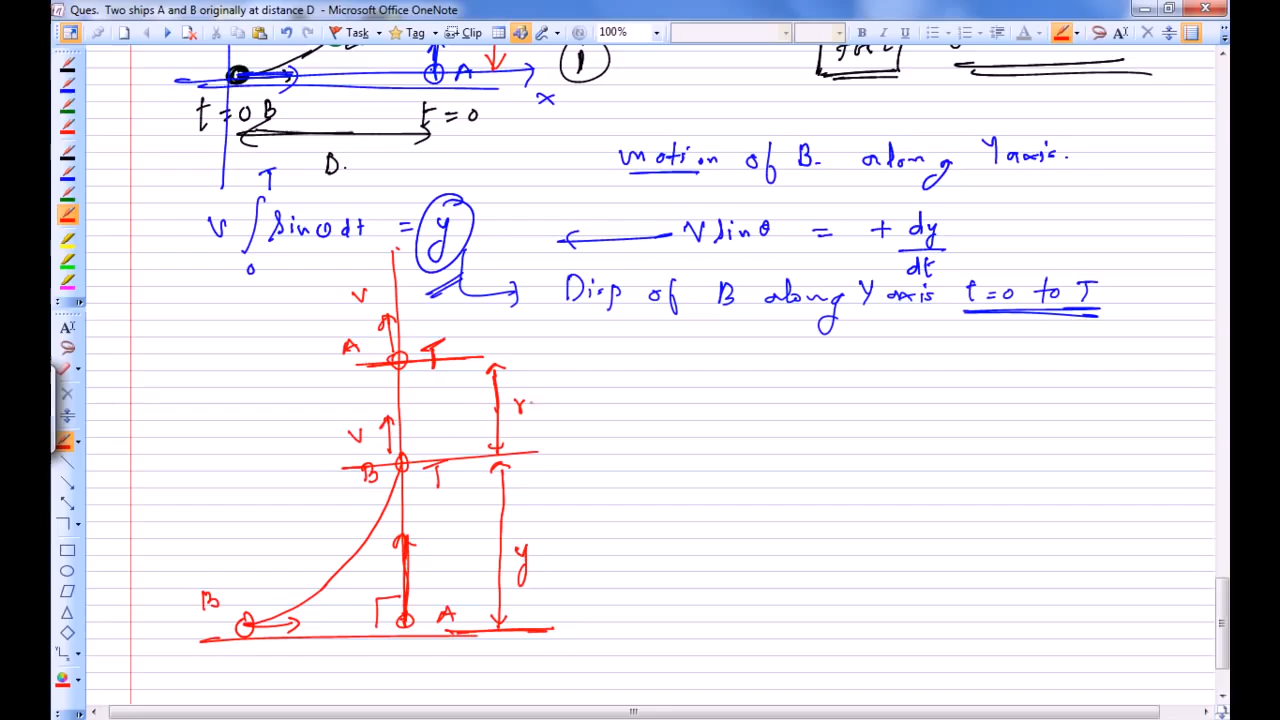 Ques. Two ships A and B originally at distance D - Microsoft Office OneNote
Task Tag Clip 100% B I U
A 1
x
t = 0 B t = 0
D.
motion of B. along Y axis.
V ∫₀ᵀ sinθ dt = y ← V sinθ = + dy/dt
Disp of B along Y axis t = 0 to T
V
A T
r
V
B T
y
B A